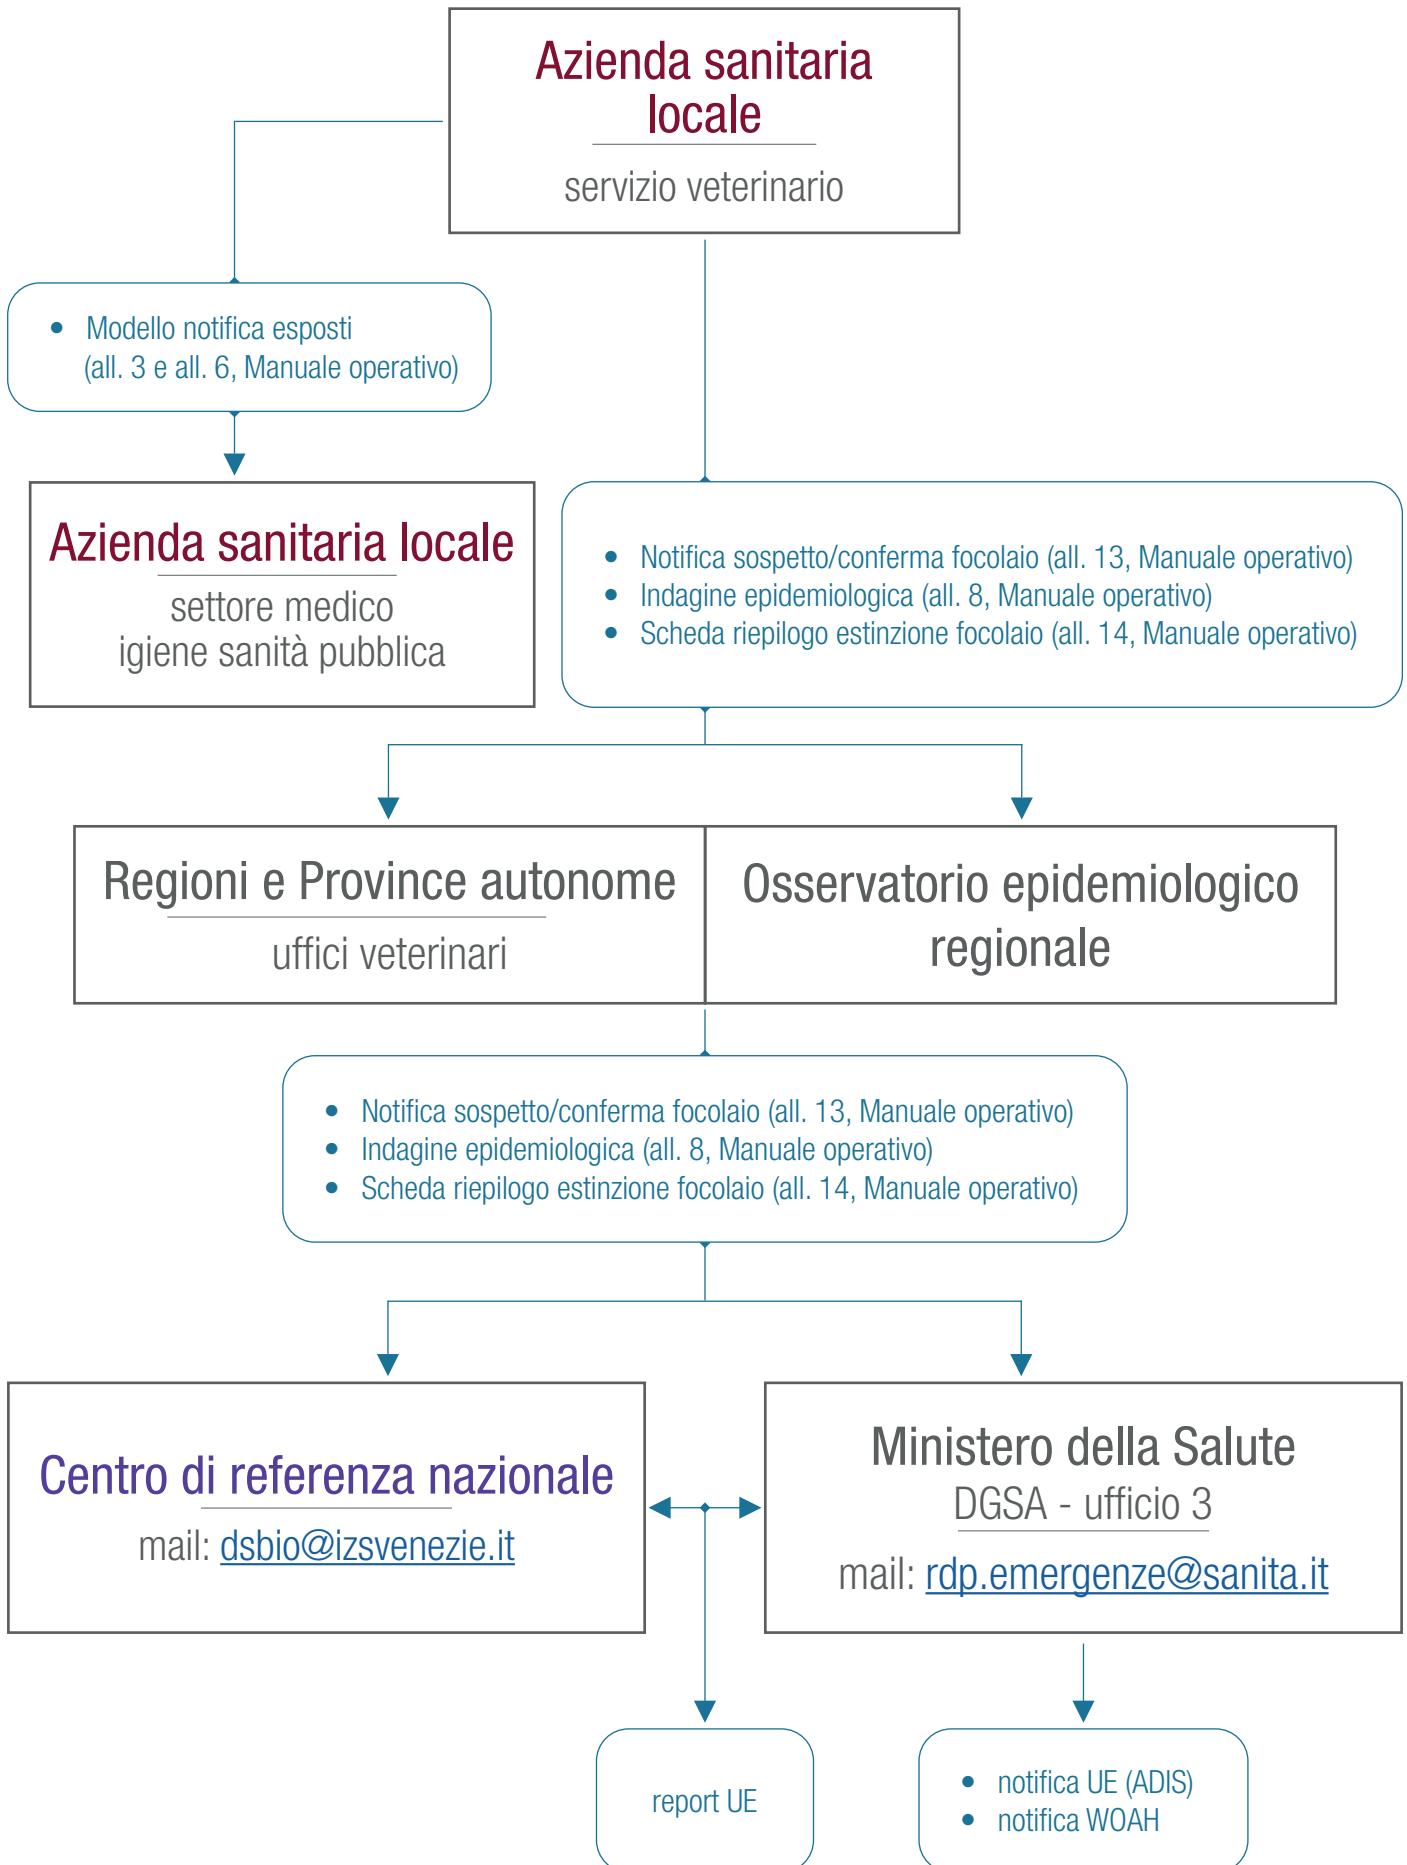 Azienda sanitaria
locale
servizio veterinario
• Modello notifica esposti
(all. 3 e all. 6, Manuale operativo)
Azienda sanitaria locale
settore medico
igiene sanità pubblica
• Notifica sospetto/conferma focolaio (all. 13, Manuale operativo)
• Indagine epidemiologica (all. 8, Manuale operativo)
• Scheda riepilogo estinzione focolaio (all. 14, Manuale operativo)
Regioni e Province autonome
uffici veterinari
Osservatorio epidemiologico
regionale
• Notifica sospetto/conferma focolaio (all. 13, Manuale operativo)
• Indagine epidemiologica (all. 8, Manuale operativo)
• Scheda riepilogo estinzione focolaio (all. 14, Manuale operativo)
Centro di referenza nazionale
mail: dsbio@izsvenezie.it
Ministero della Salute
DGSA - ufficio 3
mail: rdp.emergenze@sanita.it
report UE
• notifica UE (ADIS)
• notifica WOAH